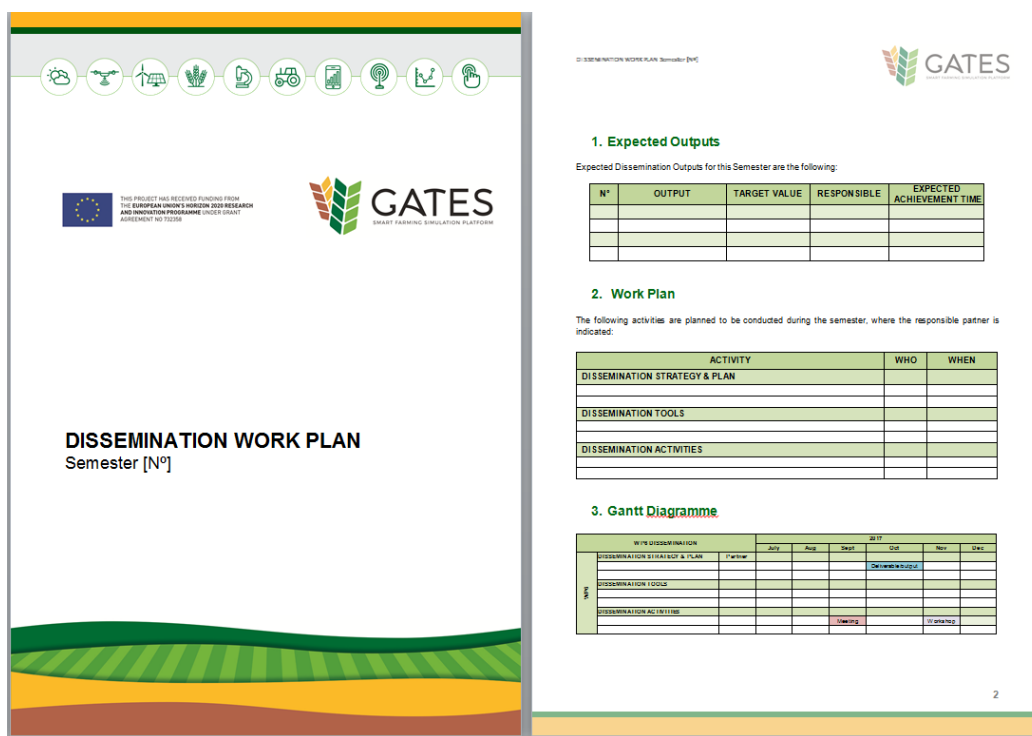 THIS PROJECT HAS RECEIVED FUNDING FROM
THE EUROPEAN UNION'S HORIZON 2020 RESEARCH
AND INNOVATION PROGRAMME UNDER GRANT
AGREEMENT NO 732358
GATES
SMART FARMING SIMULATION PLATFORM
DISSEMINATION WORK PLAN
Semester [Nº]
DISSEMINATION WORK PLAN Semester [Nº]
GATES
SMART FARMING SIMULATION PLATFORM
1. Expected Outputs
Expected Dissemination Outputs for this Semester are the following:
Nº OUTPUT TARGET VALUE RESPONSIBLE EXPECTED ACHIEVEMENT TIME
2. Work Plan
The following activities are planned to be conducted during the semester, where the responsible partner is
indicated:
ACTIVITY WHO WHEN
DISSEMINATION STRATEGY & PLAN
DISSEMINATION TOOLS
DISSEMINATION ACTIVITIES
3. Gantt Diagramme
WP6 DISSEMINATION 2017
July Aug Sept Oct Nov Dec
DISSEMINATION STRATEGY & PLAN Partner
Deliverable/output
DISSEMINATION TOOLS
DISSEMINATION ACTIVITIES
Meeting Workshop
2